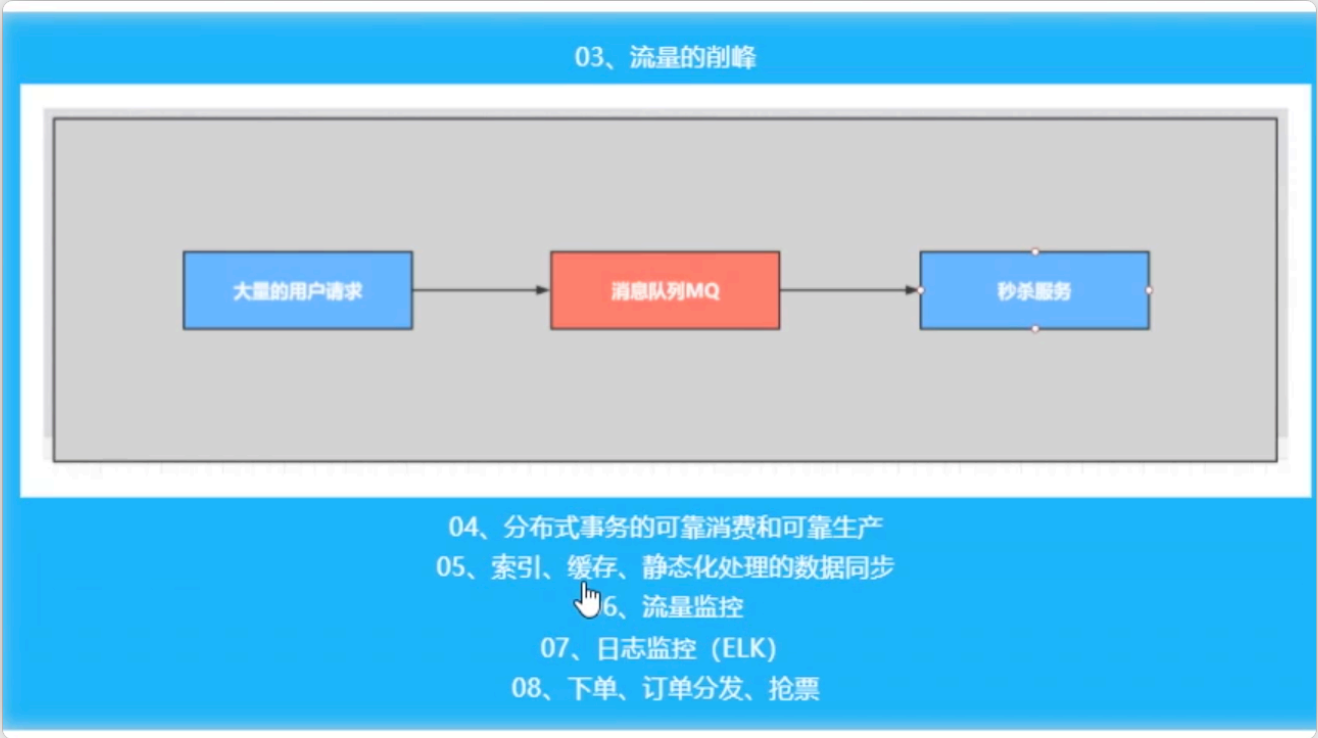 03、流量的削峰
大量的用户请求
消息队列MQ
秒杀服务
04、分布式事务的可靠消费和可靠生产
05、索引、缓存、静态化处理的数据同步
6、流量监控
07、日志监控（ELK）
08、下单、订单分发、抢票